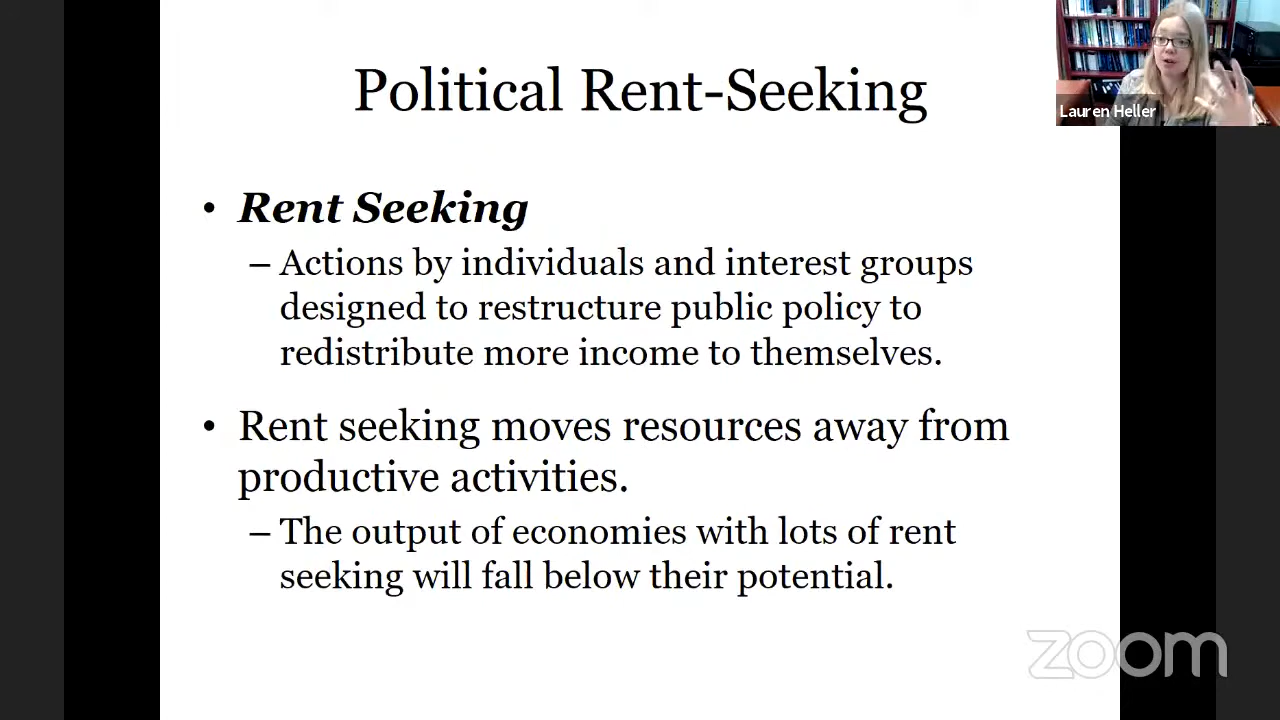 Political Rent-Seeking
Lauren Heller
• Rent Seeking
– Actions by individuals and interest groups
designed to restructure public policy to
redistribute more income to themselves.
• Rent seeking moves resources away from
productive activities.
– The output of economies with lots of rent
seeking will fall below their potential.
zoom